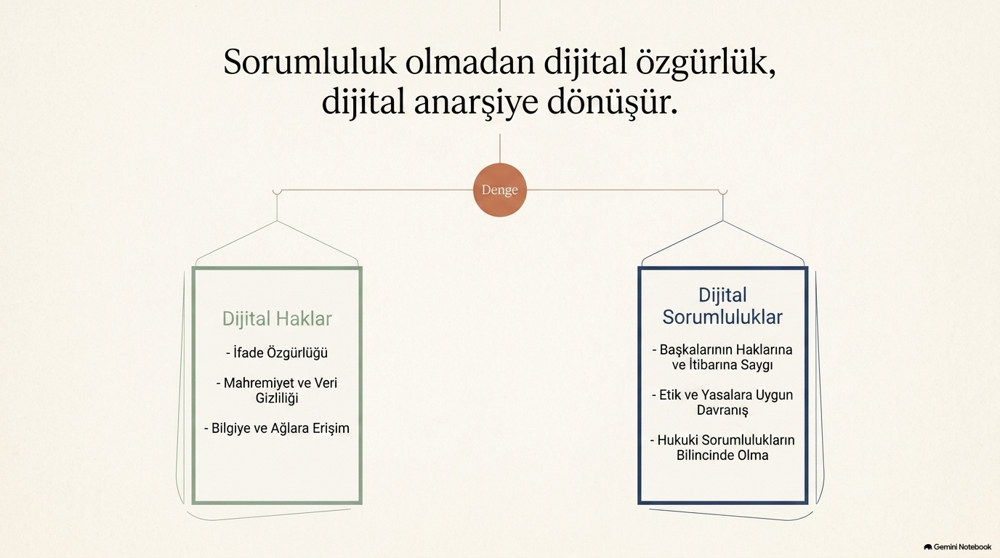 Sorumluluk olmadan dijital özgürlük,
dijital anarşiye dönüşür.
Denge
Dijital Haklar
- İfade Özgürlüğü
- Mahremiyet ve Veri
Gizliliği
- Bilgiye ve Ağlara Erişim
Dijital
Sorumluluklar
- Başkalarının Haklarına
ve İtibarına Saygı
- Etik ve Yasalara Uygun
Davranış
- Hukuki Sorumlulukların
Bilincinde Olma
Gemini Notebook